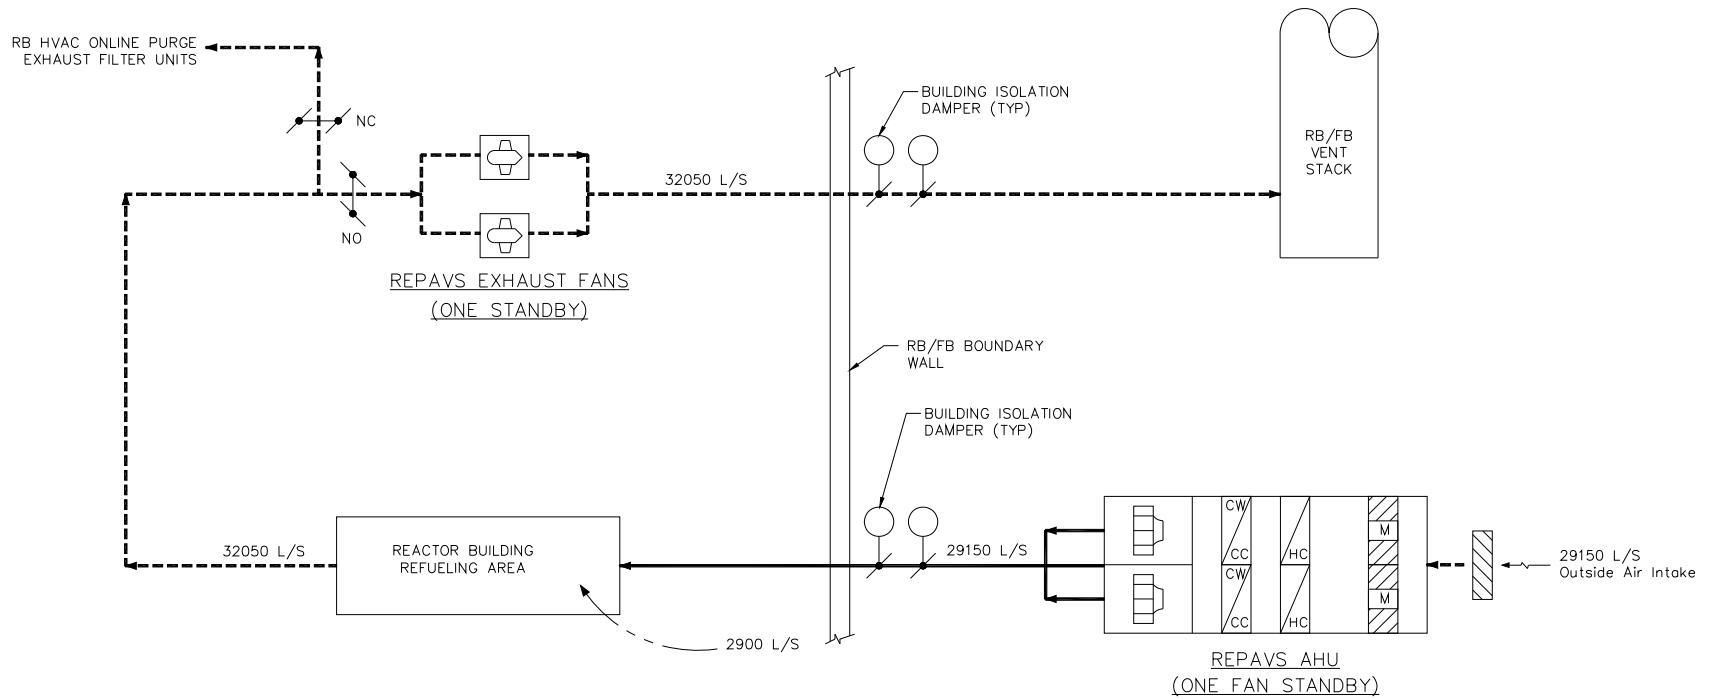 RB HVAC ONLINE PURGE
EXHAUST FILTER UNITS
NC
NO
REPAVS EXHAUST FANS
(ONE STANDBY)
32050 L/S
BUILDING ISOLATION
DAMPER (TYP)
RB/FB
VENT
STACK
RB/FB BOUNDARY
WALL
BUILDING ISOLATION
DAMPER (TYP)
32050 L/S
REACTOR BUILDING
REFUELING AREA
2900 L/S
29150 L/S
CW
CC
HC
M
CW
CC
HC
M
29150 L/S
Outside Air Intake
REPAVS AHU
(ONE FAN STANDBY)